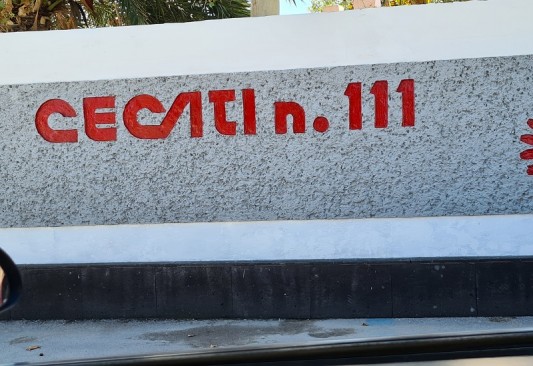 CECATI n. 111